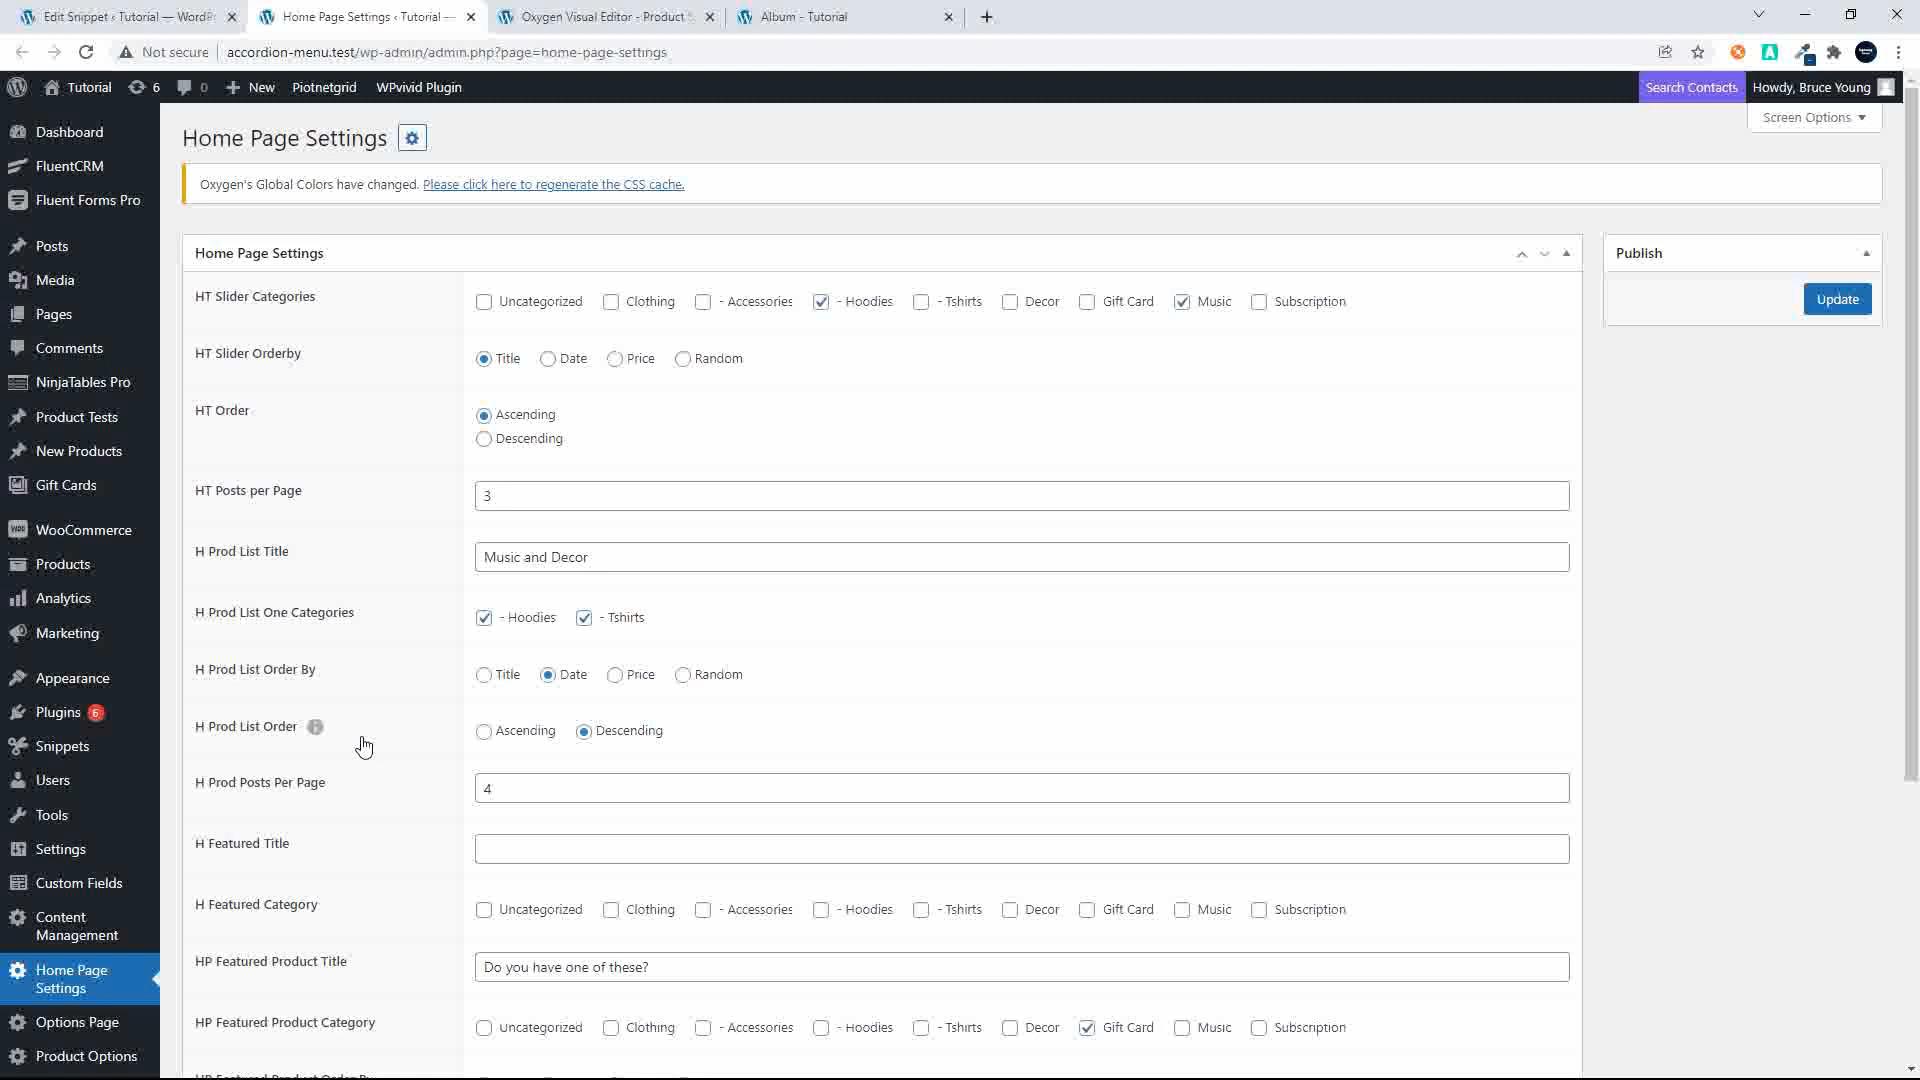 Edit Snippet ‹ Tutorial — WordPr
Home Page Settings ‹ Tutorial —
Oxygen Visual Editor - Product
Album - Tutorial
Not secure
accordion-menu.test/wp-admin/admin.php?page=home-page-settings
Tutorial
6
0
New
Piotnetgrid
WPvivid Plugin
Search Contacts
Howdy, Bruce Young
Dashboard
FluentCRM
Fluent Forms Pro
Posts
Media
Pages
Comments
NinjaTables Pro
Product Tests
New Products
Gift Cards
WooCommerce
Products
Analytics
Marketing
Appearance
Plugins 6
Snippets
Users
Tools
Settings
Custom Fields
Content
Management
Home Page
Settings
Options Page
Product Options
Screen Options
Home Page Settings
Oxygen's Global Colors have changed. Please click here to regenerate the CSS cache.
Home Page Settings
HT Slider Categories
Uncategorized Clothing - Accessories - Hoodies - Tshirts Decor Gift Card Music Subscription
HT Slider Orderby
Title Date Price Random
HT Order
Ascending
Descending
HT Posts per Page
3
H Prod List Title
Music and Decor
H Prod List One Categories
- Hoodies - Tshirts
H Prod List Order By
Title Date Price Random
H Prod List Order
Ascending Descending
H Prod Posts Per Page
4
H Featured Title
H Featured Category
Uncategorized Clothing - Accessories - Hoodies - Tshirts Decor Gift Card Music Subscription
HP Featured Product Title
Do you have one of these?
HP Featured Product Category
Uncategorized Clothing - Accessories - Hoodies - Tshirts Decor Gift Card Music Subscription
Publish
Update